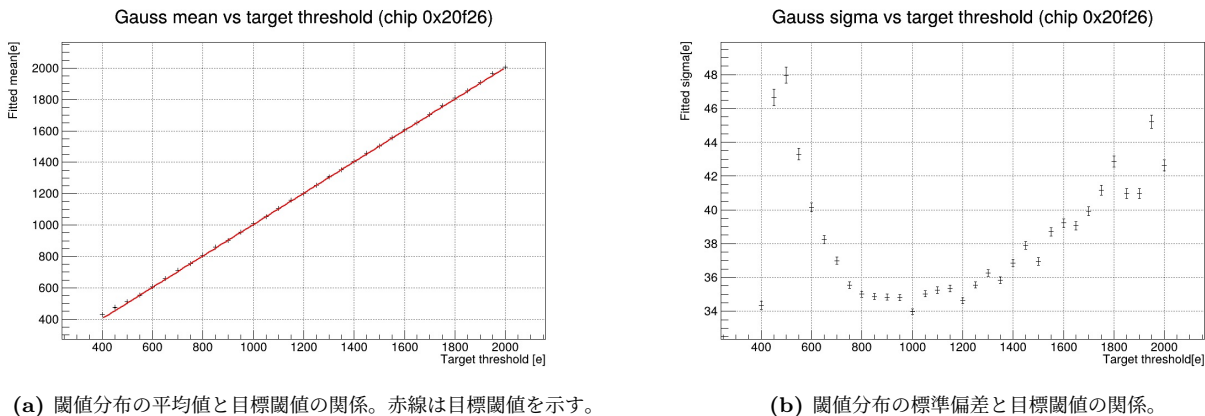 Gauss mean vs target threshold (chip 0x20f26)
Fitted mean[e]
2000
1800
1600
1400
1200
1000
800
600
400
400 600 800 1000 1200 1400 1600 1800 2000
Target threshold [e]
(a) 閾値分布の平均値と目標閾値の関係。赤線は目標閾値を示す。
Gauss sigma vs target threshold (chip 0x20f26)
Fitted sigma[e]
48
46
44
42
40
38
36
34
400 600 800 1000 1200 1400 1600 1800 2000
Target threshold[e]
(b) 閾値分布の標準偏差と目標閾値の関係。